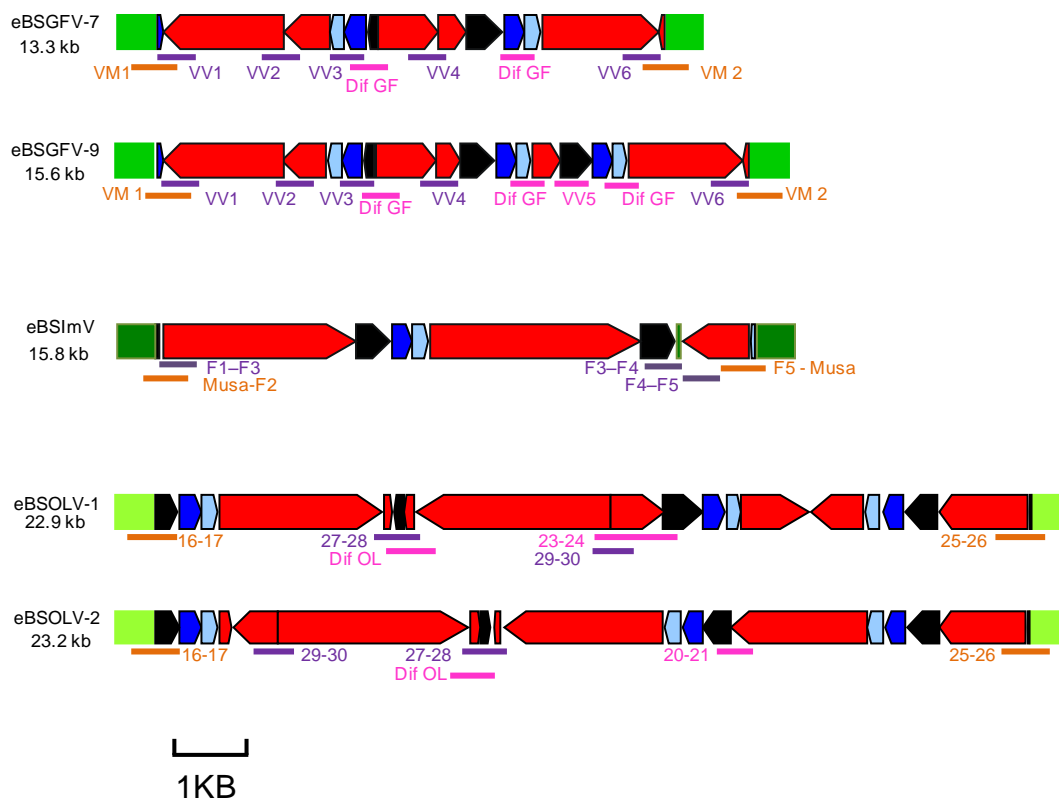 eBSGFV-7
13.3 kb
VM1 VV1 VV2 VV3 VV4 VV6 VM 2
Dif GF Dif GF
eBSGFV-9
15.6 kb
VM 1 VV1 VV2 VV3 VV4 Dif GF VV5 Dif GF VV6 VM 2
Dif GF
eBSImV
15.8 kb
F1–F3 F3–F4 F5 - Musa
Musa-F2 F4–F5
eBSOLV-1
22.9 kb
16-17 27-28 23-24 25-26
Dif OL 29-30
eBSOLV-2
23.2 kb
16-17 29-30 27-28 20-21 25-26
Dif OL
1KB